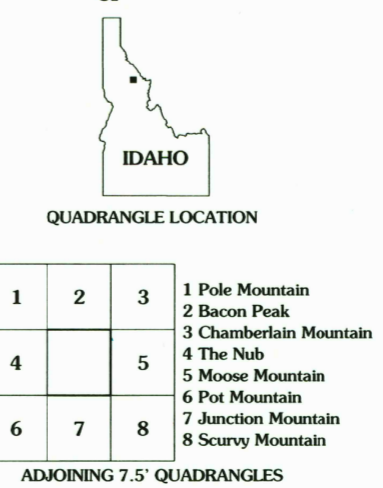 IDAHO
QUADRANGLE LOCATION
1 2 3
4 5
6 7 8
1 Pole Mountain
2 Bacon Peak
3 Chamberlain Mountain
4 The Nub
5 Moose Mountain
6 Pot Mountain
7 Junction Mountain
8 Scurvy Mountain
ADJOINING 7.5' QUADRANGLES